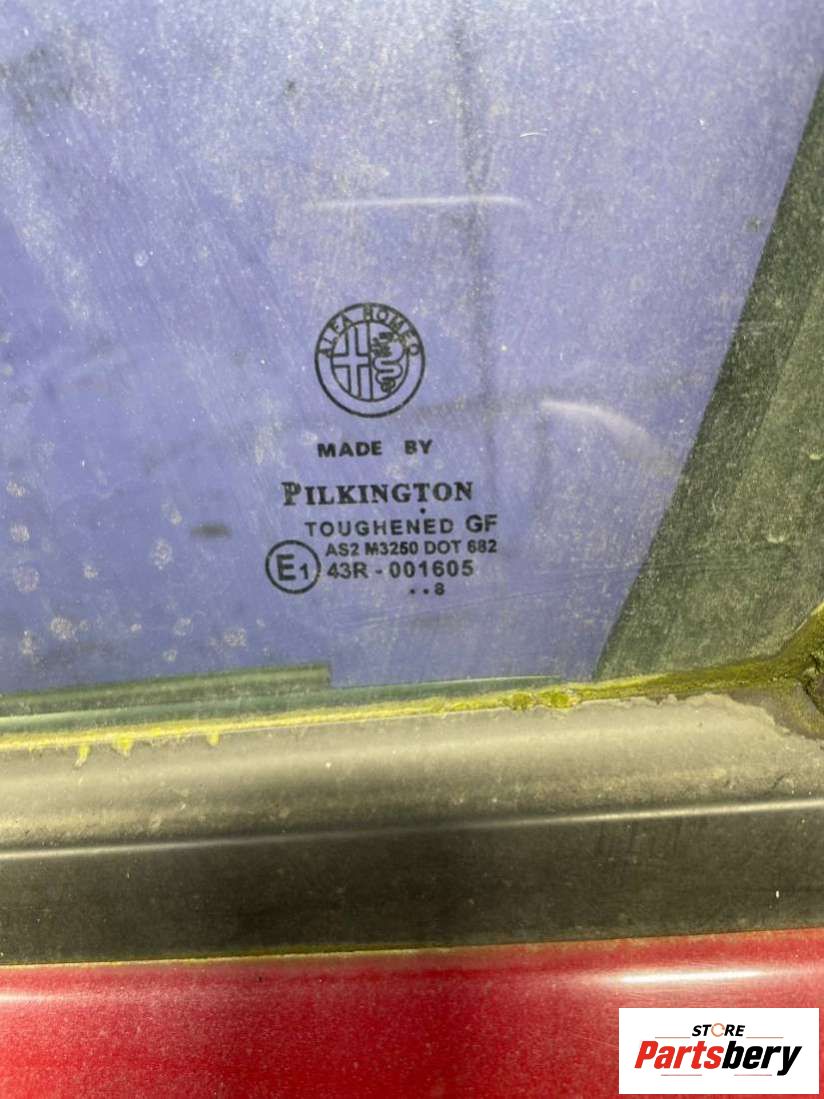 ALFA ROMEO
MADE BY
PILKINGTON
TOUGHENED GF
AS2 M3250 DOT 682
E1 43R - 001605
..8
STORE
Partsbery